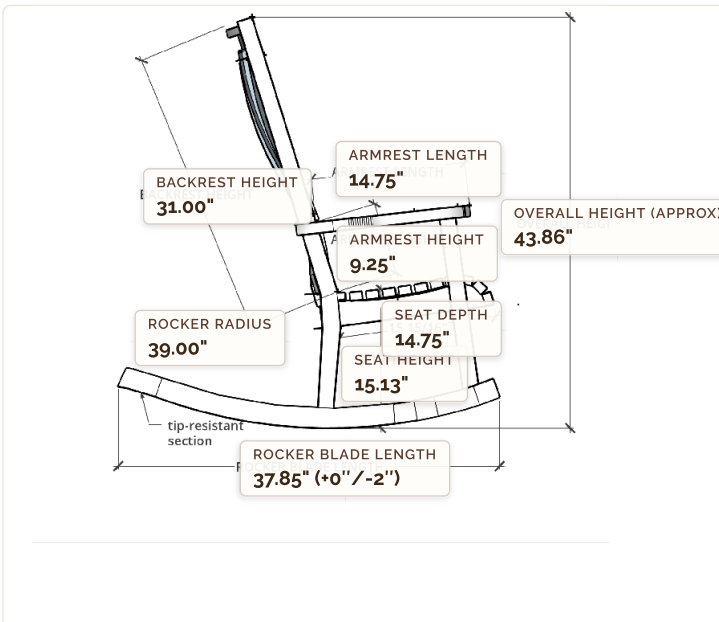 ARMREST LENGTH
14.75"
BACKREST HEIGHT
31.00"
OVERALL HEIGHT (APPROX)
43.86"
ARMREST HEIGHT
9.25"
SEAT DEPTH
14.75"
ROCKER RADIUS
39.00"
SEAT HEIGHT
15.13"
tip-resistant
section
ROCKER BLADE LENGTH
37.85" (+0″/-2″)